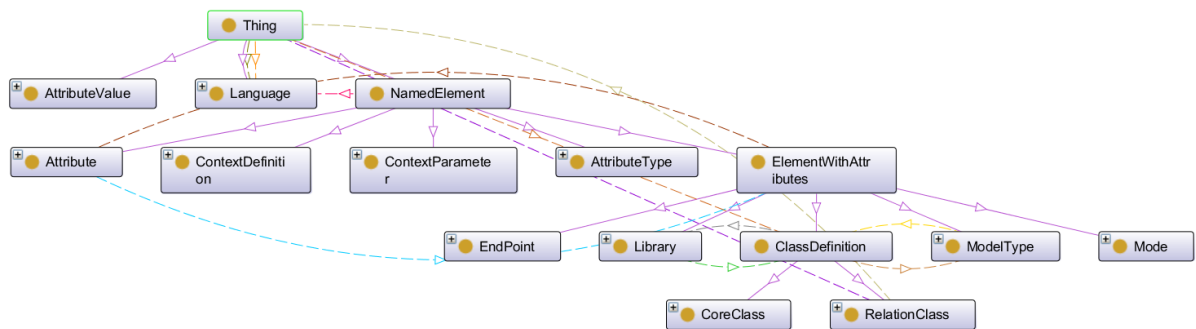 Thing
AttributeValue
Language
NamedElement
Attribute
ContextDefiniti
on
ContextParamete
r
AttributeType
ElementWithAttr
ibutes
EndPoint
Library
ClassDefinition
ModelType
Mode
CoreClass
RelationClass